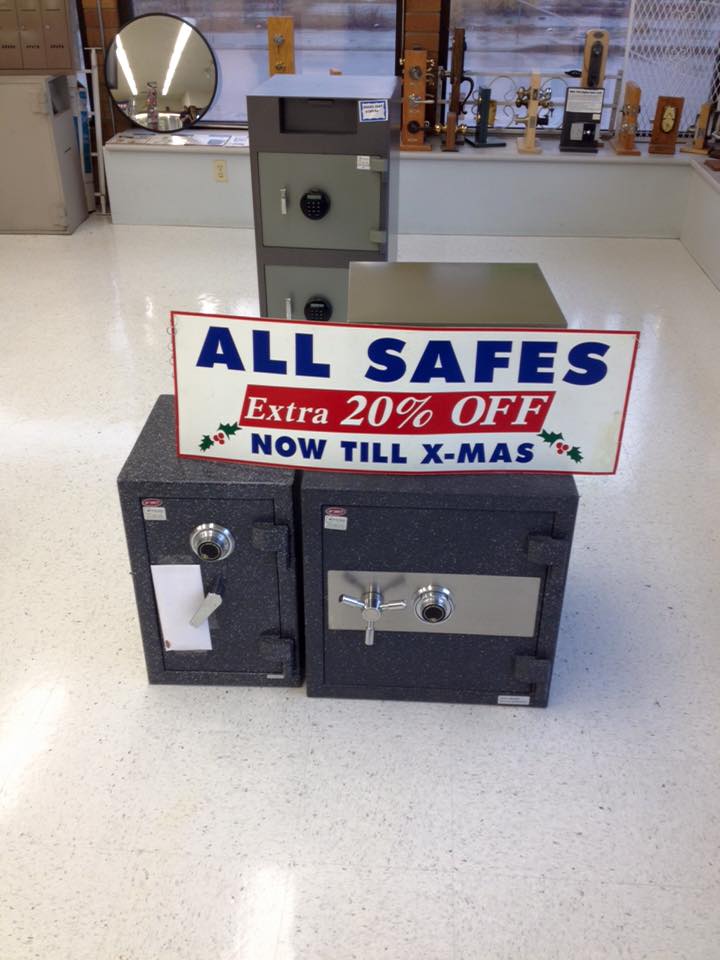 ALL SAFES
Extra 20% OFF
NOW TILL X-MAS